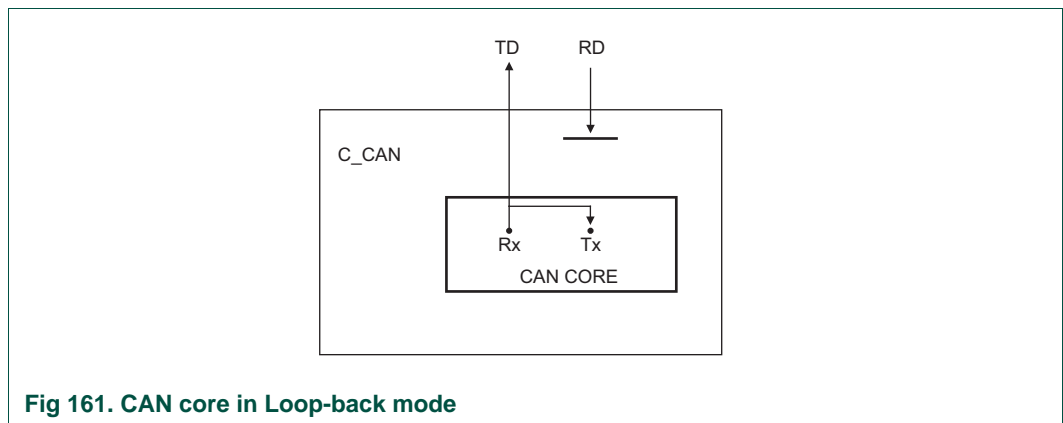 TD RD
C_CAN
Rx Tx
CAN CORE
Fig 161. CAN core in Loop-back mode